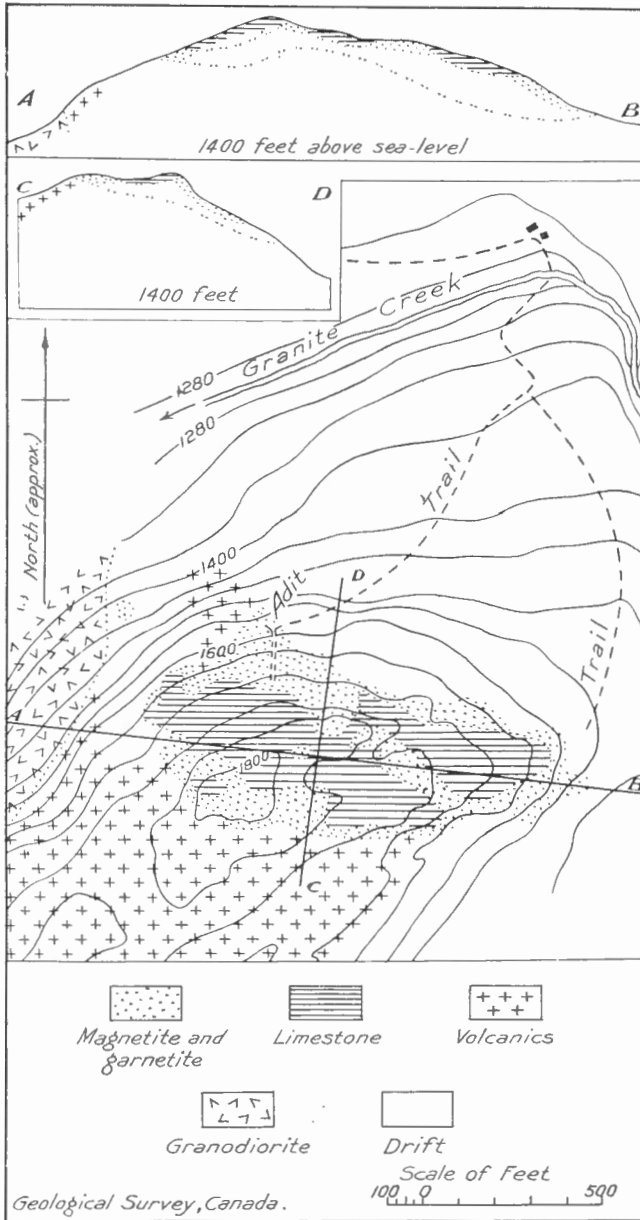 A
B
1400 feet above sea-level
C
D
1400 feet
Granite Creek
1280
1280
North (approx.)
Trail
1400
D
Adit
1600
Trail
A
1800
B
C
Magnetite and
garnetite
Limestone
Volcanics
Granodiorite
Drift
Scale of Feet
100 0 500
Geological Survey, Canada.